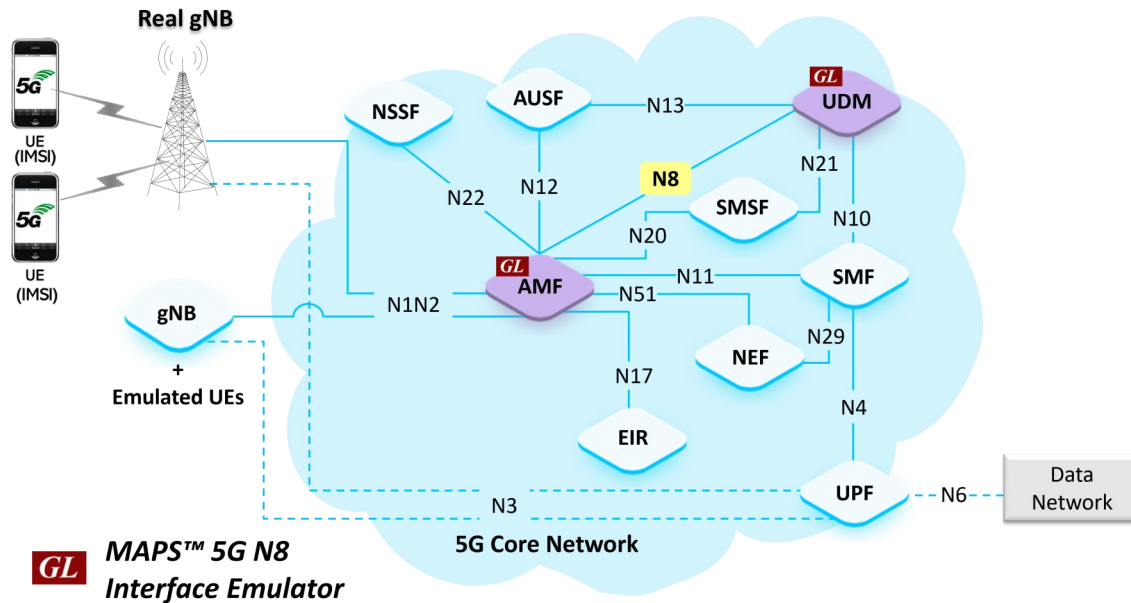 Real gNB
5G
UE
(IMSI)
5G
UE
(IMSI)
NSSF
AUSF
N13
GL
UDM
N22
N12
N8
N21
SMSF
N20
N10
GL
AMF
N11
SMF
N1N2
N51
gNB
NEF
N29
+
Emulated UEs
N17
N4
EIR
UPF
N6
Data
Network
N3
5G Core Network
GL
MAPS™ 5G N8
Interface Emulator